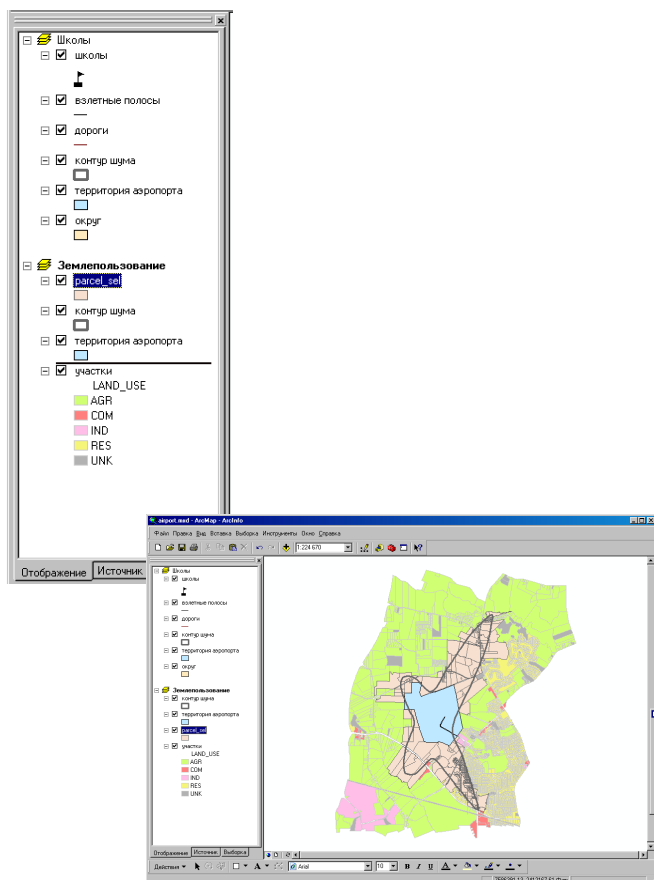 Школы
школы
взлетные полосы
дороги
контур шума
территория аэропорта
округ
Землепользование
parcel_sel
контур шума
территория аэропорта
участки
LAND_USE
AGR
COM
IND
RES
UNK
Отображение Источник
airport.mxd - ArcMap - ArcInfo
Файл Правка Вид Вставка Выборка Инструменты Окно Справка
1:224 670
Школы
школы
взлетные полосы
дороги
контур шума
территория аэропорта
округ
Землепользование
контур шума
территория аэропорта
parcel_sel
участки
LAND_USE
AGR
COM
IND
RES
UNK
Отображение Источник Выборка
Действия A Arial 10 B I U A